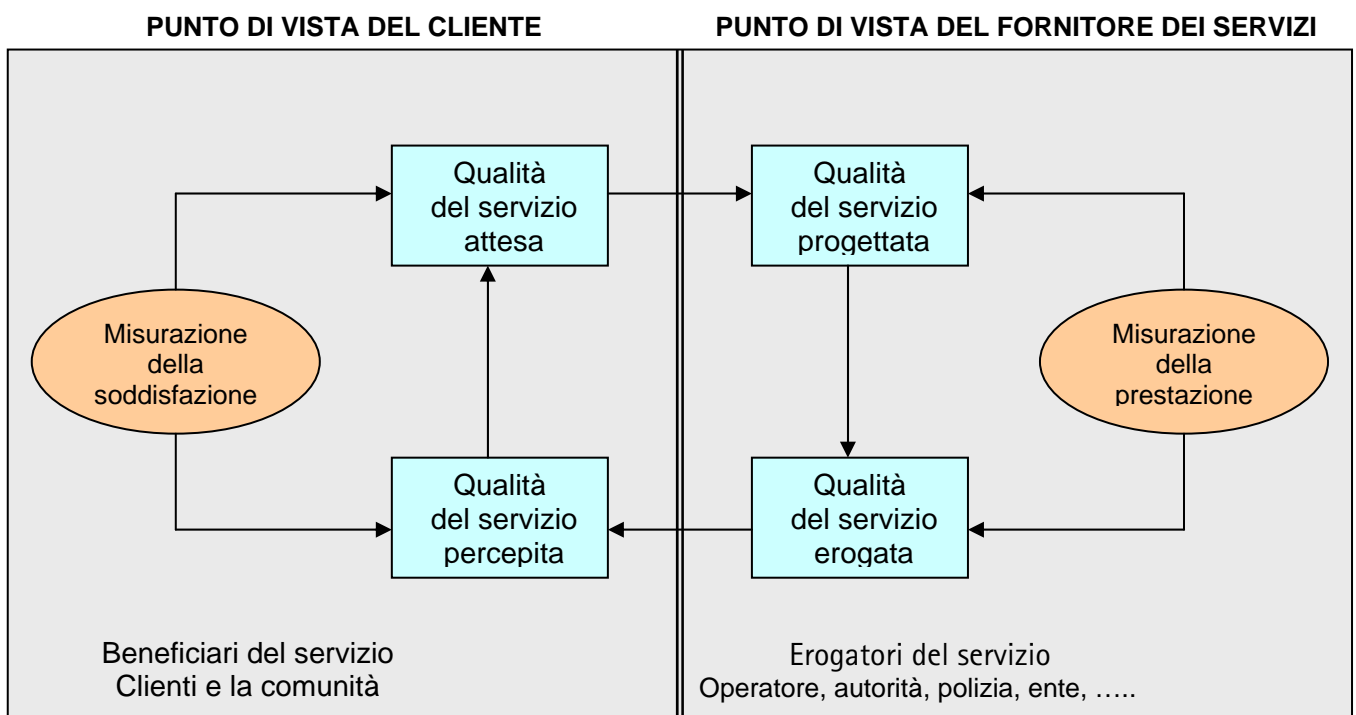 PUNTO DI VISTA DEL CLIENTE
PUNTO DI VISTA DEL FORNITORE DEI SERVIZI
Qualità
del servizio
attesa
Qualità
del servizio
progettata
Misurazione
della
soddisfazione
Misurazione
della
prestazione
Qualità
del servizio
percepita
Qualità
del servizio
erogata
Beneficiari del servizio
Clienti e la comunità
Erogatori del servizio
Operatore, autorità, polizia, ente, …..